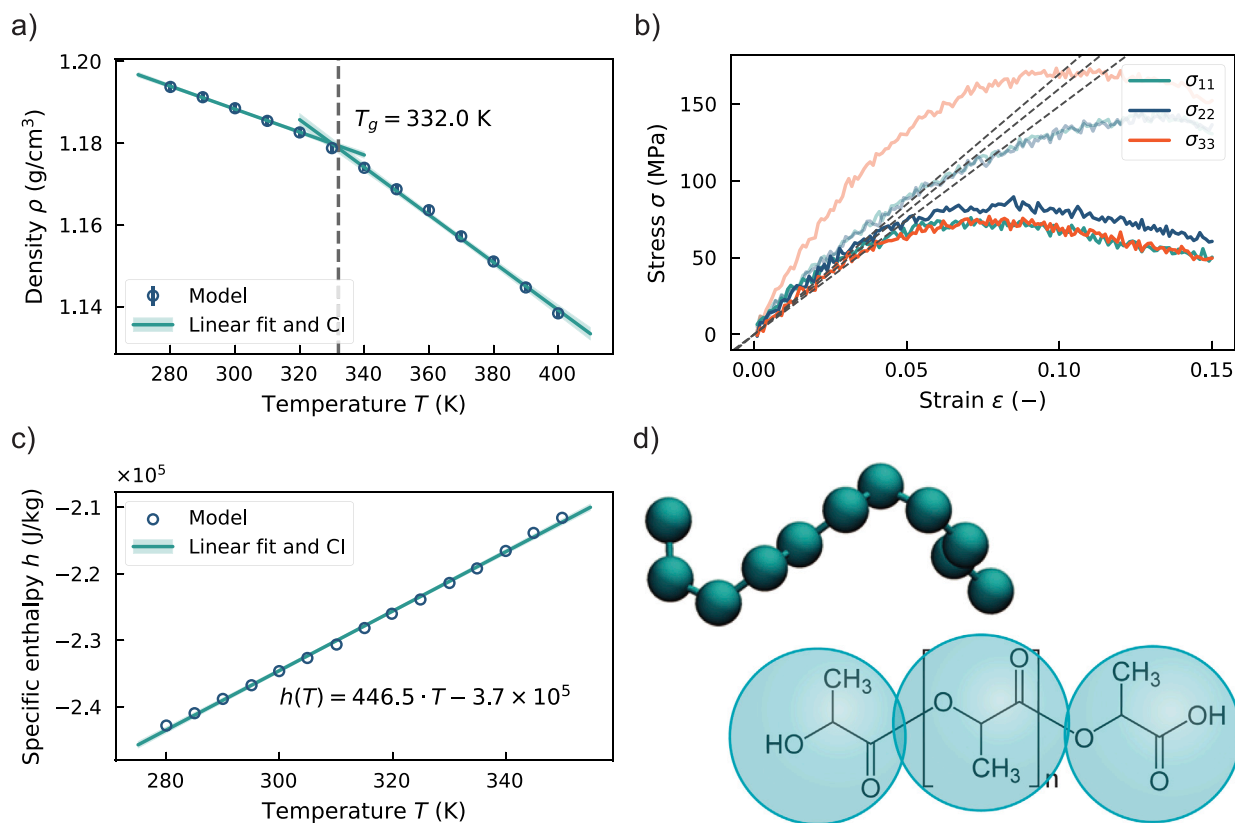 a)
1.20
1.18
1.16
1.14
Density ρ (g/cm³)
T_g = 332.0 K
Model
Linear fit and CI
280 300 320 340 360 380 400
Temperature T (K)
b)
150
100
50
0
Stress σ (MPa)
σ₁₁
σ₂₂
σ₃₃
0.00 0.05 0.10 0.15
Strain ε (−)
c)
×10⁵
−2.1
−2.2
−2.3
−2.4
Specific enthalpy h (J/kg)
Model
Linear fit and CI
h(T) = 446.5 · T − 3.7 × 10⁵
280 300 320 340
Temperature T (K)
d)
CH₃
HO
O
O
O
CH₃
n
CH₃
OH
O
O